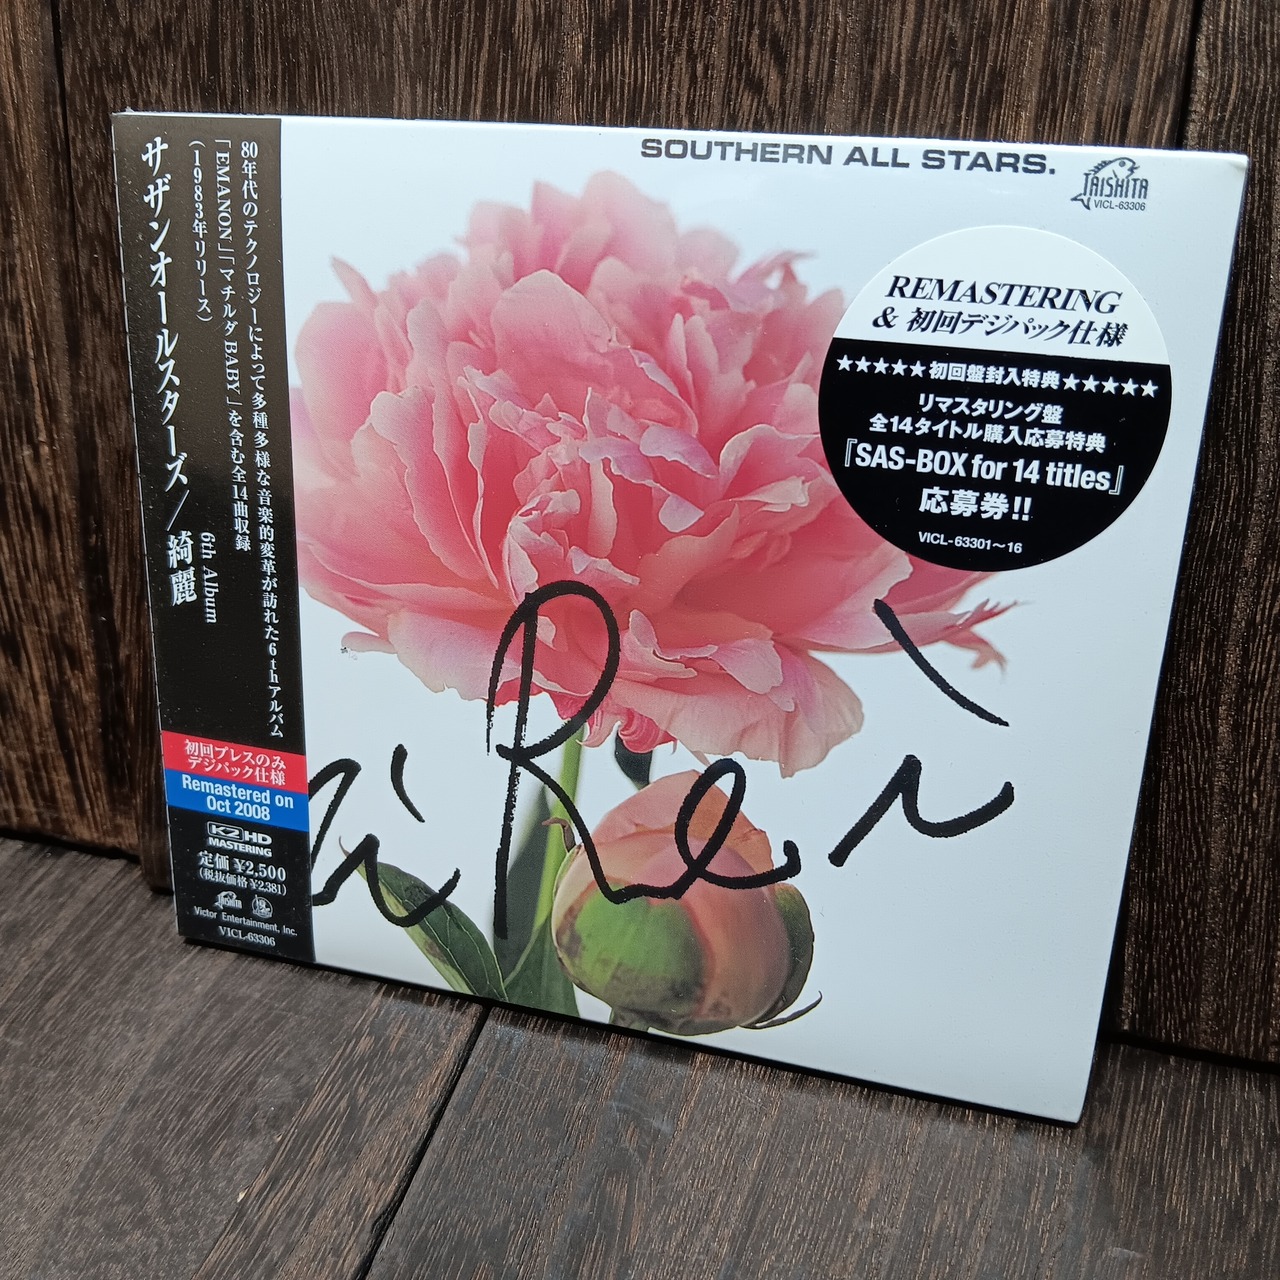 SOUTHERN ALL STARS.
TAISHITA
VICL-63306
REMASTERING
& 初回デジパック仕様
★★★★★初回盤封入特典★★★★★
リマスタリング盤
全14タイトル購入応募特典
『SAS-BOX for 14 titles』
応募券!!
VICL-63301〜16
80年代のテクノロジーによって多種多様な音楽的変革が訪れた6thアルバム
「EMANON」「マチルダBABY」を含む全14曲収録
(1983年リリース)
サザンオールスターズ/綺麗
6th Album
初回プレスのみ
デジパック仕様
Remastered on
Oct 2008
K2 HD
MASTERING
定価 ¥2,500
(税抜価格 ¥2,381)
TAISHITA
Victor Entertainment, Inc.
VICL-63306
Rei